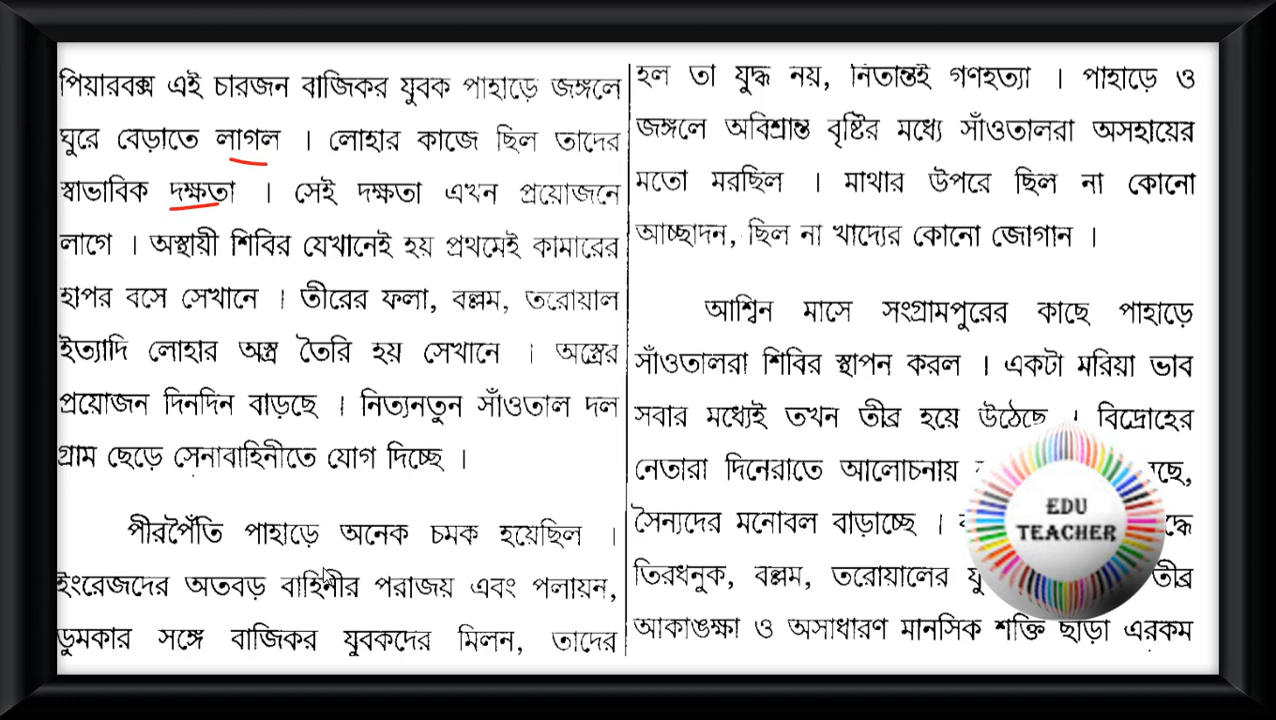 পিয়ারবক্স এই চারজন বাজিকর যুবক পাহাড়ে জঙ্গলে
ঘুরে বেড়াতে লাগল । লোহার কাজে ছিল তাদের
স্বাভাবিক দক্ষতা । সেই দক্ষতা এখন প্রয়োজনে
লাগে । অস্থায়ী শিবির যেখানেই হয় প্রথমেই কামারের
হাপর বসে সেখানে । তীরের ফলা, বল্লম, তরোয়াল
ইত্যাদি লোহার অস্ত্র তৈরি হয় সেখানে । অস্ত্রের
প্রয়োজন দিনদিন বাড়ছে । নিত্যনতুন সাঁওতাল দল
গ্রাম ছেড়ে সেনাবাহিনীতে যোগ দিচ্ছে ।
পীরপৈঁতি পাহাড়ে অনেক চমক হয়েছিল ।
ইংরেজদের অতবড় বাহিনীর পরাজয় এবং পলায়ন,
ডুমকার সঙ্গে বাজিকর যুবকদের মিলন, তাদের
হল তা যুদ্ধ নয়, নিতান্তই গণহত্যা । পাহাড়ে ও
জঙ্গলে অবিশ্রান্ত বৃষ্টির মধ্যে সাঁওতালরা অসহায়ের
মতো মরছিল । মাথার উপরে ছিল না কোনো
আচ্ছাদন, ছিল না খাদ্যের কোনো জোগান ।
আশ্বিন মাসে সংগ্রামপুরের কাছে পাহাড়ে
সাঁওতালরা শিবির স্থাপন করল । একটা মরিয়া ভাব
সবার মধ্যেই তখন তীব্র হয়ে উঠেছে । বিদ্রোহের
নেতারা দিনেরাতে আলোচনায়
সৈন্যদের মনোবল বাড়াচ্ছে ।
তিরধনুক, বল্লম, তরোয়ালের তীব্র
আকাঙক্ষা ও অসাধারণ মানসিক শক্তি ছাড়া এরকম
EDU
TEACHER